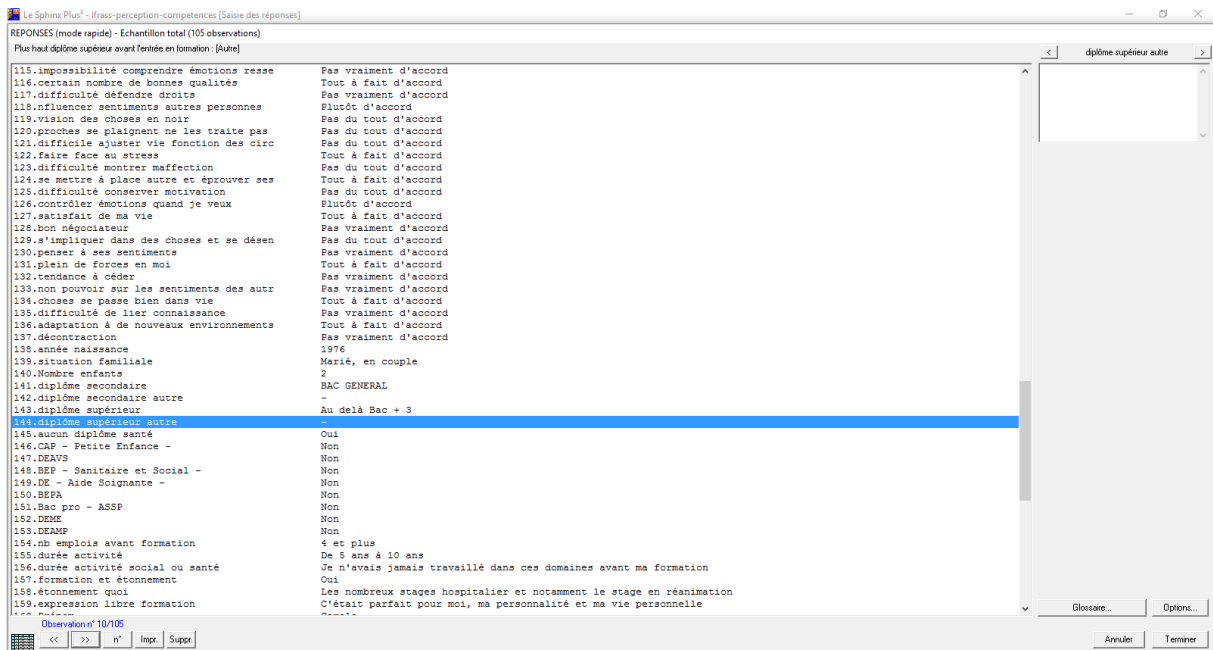 Le Sphinx Plus² - Ifrass-perception-competences [Saisie des réponses]
REPONSES (mode rapide) - Echantillon total (105 observations)
Plus haut diplôme supérieur avant l'entrée en formation : [Autre]
< diplôme supérieur autre >
115.impossibilité comprendre émotions resse Pas vraiment d'accord
116.certain nombre de bonnes qualités Tout à fait d'accord
117.difficulté défendre droits Pas vraiment d'accord
118.nfluencer sentiments autres personnes Plutôt d'accord
119.vision des choses en noir Pas du tout d'accord
120.proches se plaignent ne les traite pas Pas du tout d'accord
121.difficile ajuster vie fonction des circ Pas du tout d'accord
122.faire face au stress Tout à fait d'accord
123.difficulté montrer maffection Pas du tout d'accord
124.se mettre à place autre et éprouver ses Tout à fait d'accord
125.difficulté conserver motivation Pas du tout d'accord
126.contrôler émotions quand je veux Plutôt d'accord
127.satisfait de ma vie Tout à fait d'accord
128.bon négociateur Pas vraiment d'accord
129.s'impliquer dans des choses et se désen Pas du tout d'accord
130.penser à ses sentiments Pas vraiment d'accord
131.plein de forces en moi Tout à fait d'accord
132.tendance à céder Pas vraiment d'accord
133.non pouvoir sur les sentiments des autr Pas vraiment d'accord
134.choses se passe bien dans vie Tout à fait d'accord
135.difficulté de lier connaissance Pas vraiment d'accord
136.adaptation à de nouveaux environnements Tout à fait d'accord
137.décontraction Pas vraiment d'accord
138.année naissance 1976
139.situation familiale Marié, en couple
140.Nombre enfants 2
141.diplôme secondaire BAC GENERAL
142.diplôme secondaire autre -
143.diplôme supérieur Au delà Bac + 3
144.diplôme supérieur autre -
145.aucun diplôme santé Oui
146.CAP - Petite Enfance - Non
147.DEAVS Non
148.BEP - Sanitaire et Social - Non
149.DE - Aide Soignante - Non
150.BEPA Non
151.Bac pro - ASSP Non
152.DEME Non
153.DEAMP Non
154.nb emplois avant formation 4 et plus
155.durée activité De 5 ans à 10 ans
156.durée activité social ou santé Je n'avais jamais travaillé dans ces domaines avant ma formation
157.formation et étonnement Oui
158.étonnement quoi Les nombreux stages hospitalier et notamment le stage en réanimation
159.expression libre formation C'était parfait pour moi, ma personnalité et ma vie personnelle
Glossaire... Options...
Observation n° 10/105
<< >> n° Impr. Suppr. Annuler Terminer